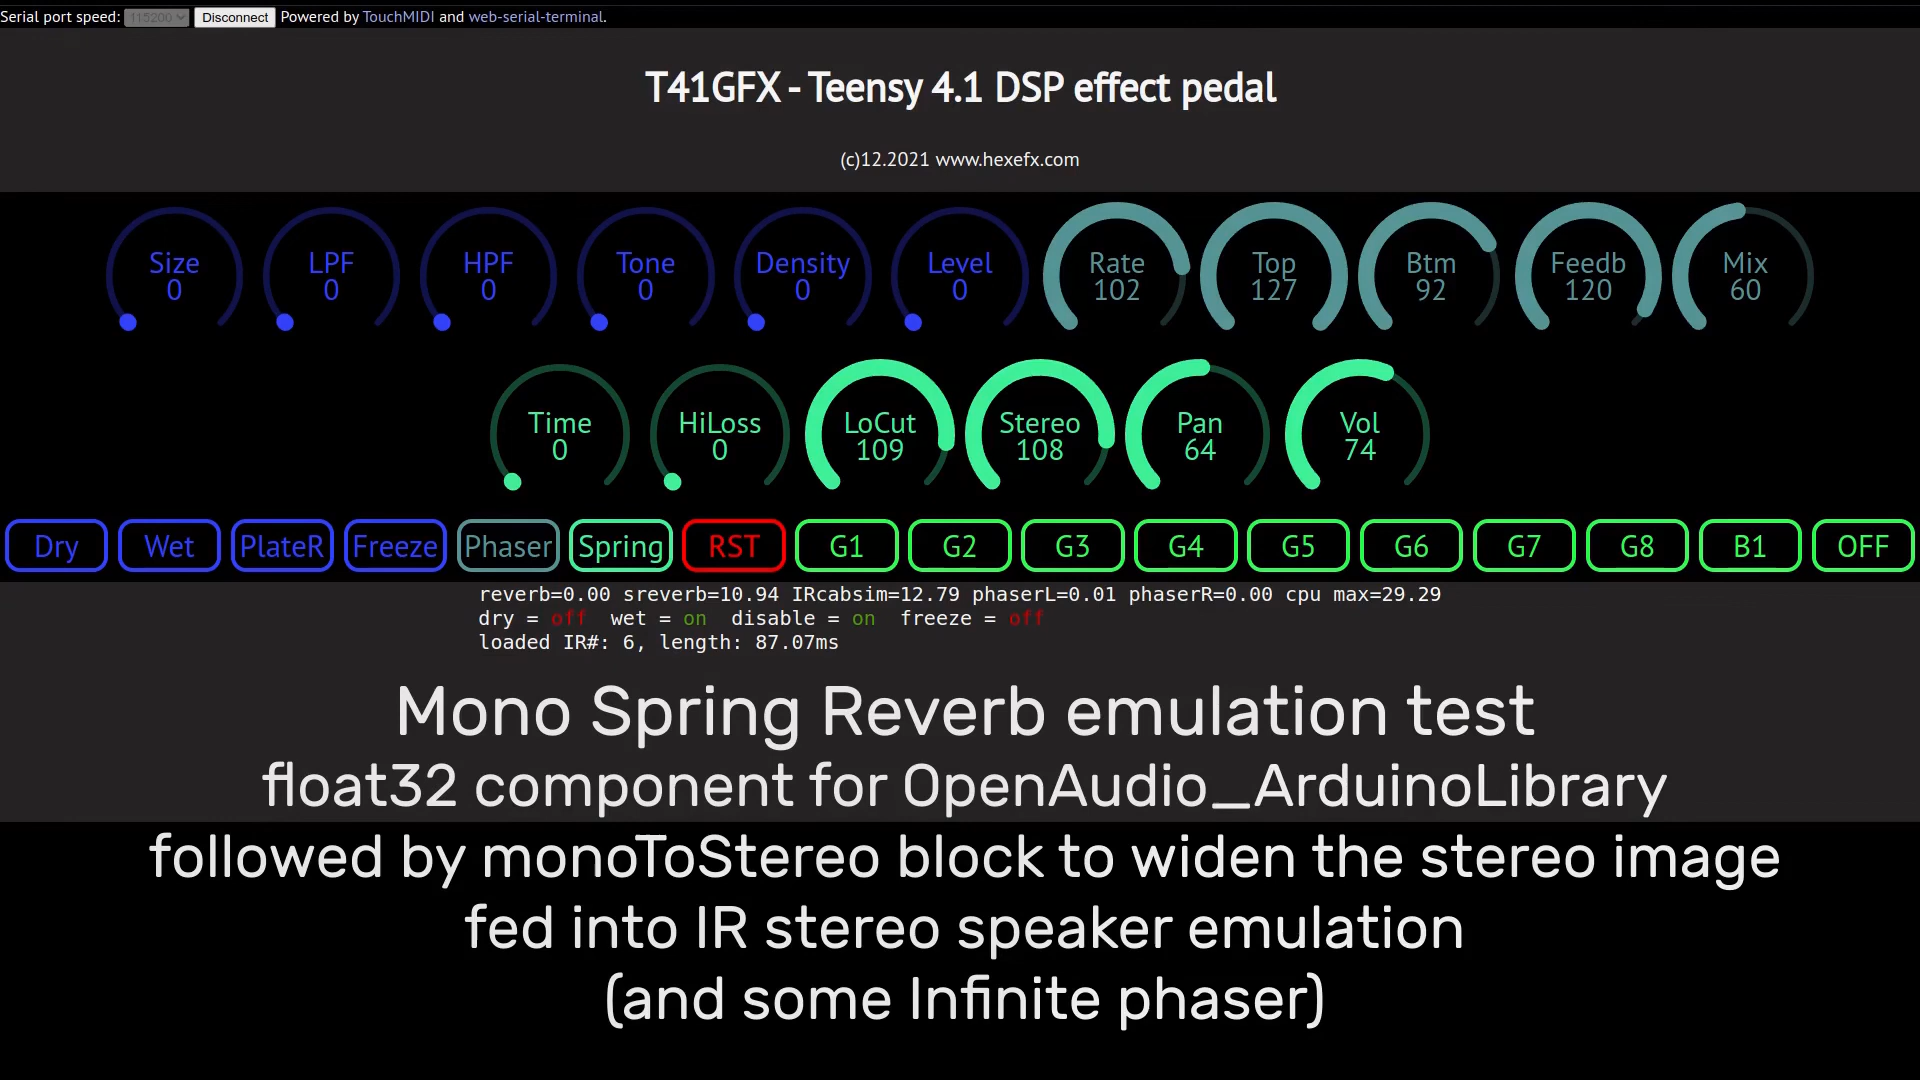 Serial port speed: 115200 Disconnect Powered by TouchMIDI and web-serial-terminal.
T41GFX - Teensy 4.1 DSP effect pedal
(c)12.2021 www.hexefx.com
Size LPF HPF Tone Density Level Rate Top Btm Feedb Mix
0 0 0 0 0 0 102 127 92 120 60
Time HiLoss LoCut Stereo Pan Vol
0 0 109 108 64 74
Dry Wet PlateR Freeze Phaser Spring RST G1 G2 G3 G4 G5 G6 G7 G8 B1 OFF
reverb=0.00 sreverb=10.94 IRcabsim=12.79 phaserL=0.01 phaserR=0.00 cpu max=29.29
dry = off wet = on disable = on freeze = off
loaded IR#: 6, length: 87.07ms
Mono Spring Reverb emulation test
float32 component for OpenAudio_ArduinoLibrary
followed by monoToStereo block to widen the stereo image
fed into IR stereo speaker emulation
(and some Infinite phaser)